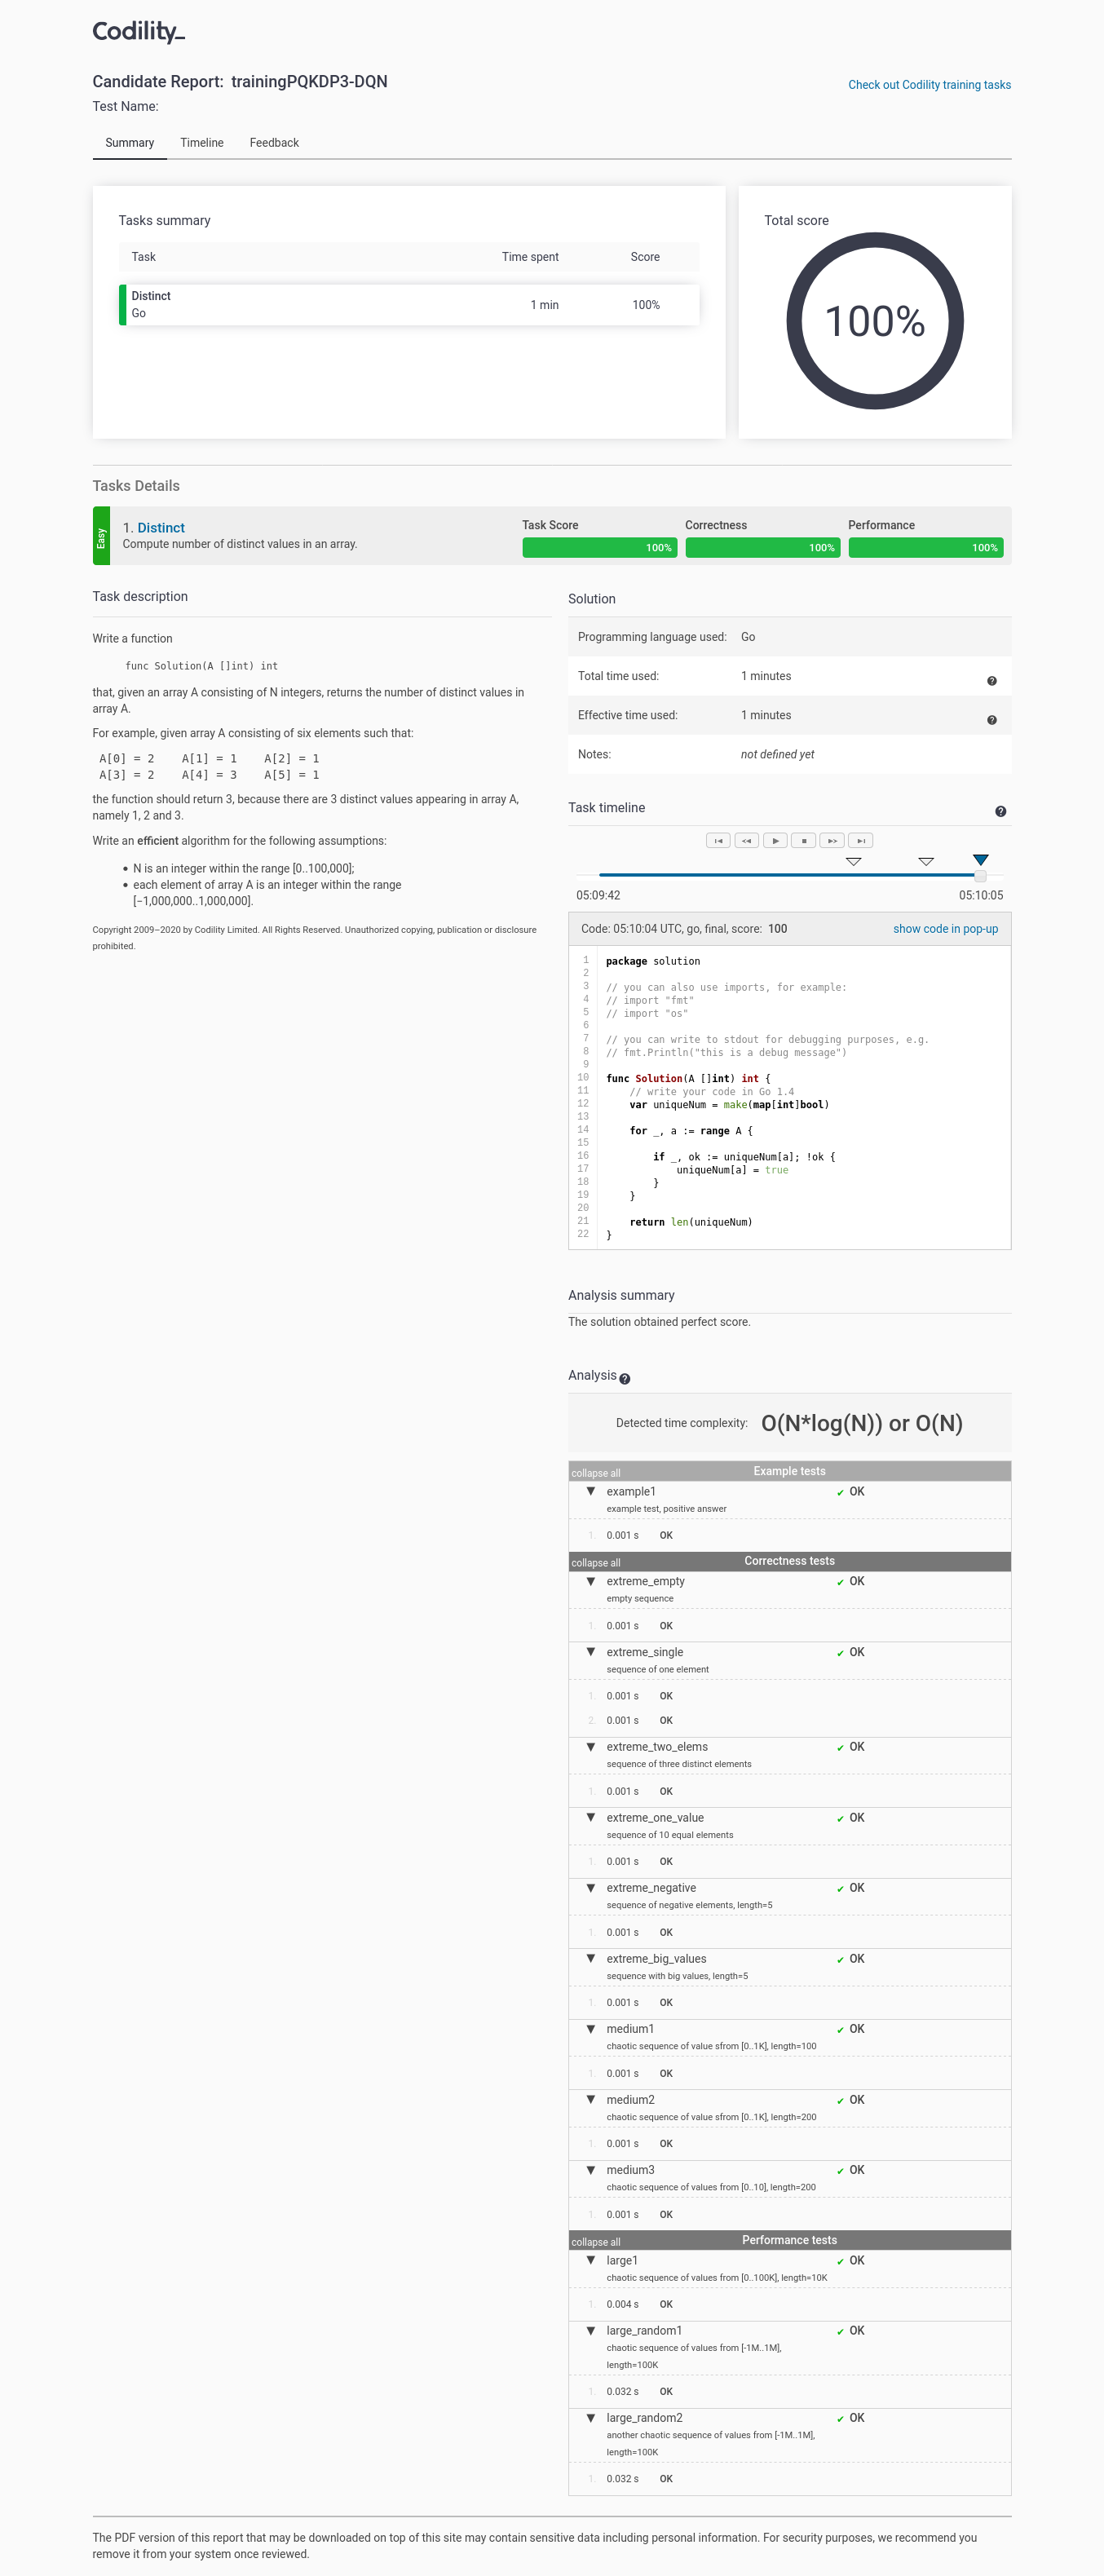 Codility_
Candidate Report: trainingPQKDP3-DQN
Check out Codility training tasks
Test Name:
Summary Timeline Feedback
Tasks summary
Task Time spent Score
Distinct
Go
1 min 100%
Total score
100%
Tasks Details
Easy
1. Distinct
Compute number of distinct values in an array.
Task Score Correctness Performance
100% 100% 100%
Task description
Write a function
func Solution(A []int) int
that, given an array A consisting of N integers, returns the number of distinct values in
array A.
For example, given array A consisting of six elements such that:
A[0] = 2 A[1] = 1 A[2] = 1
A[3] = 2 A[4] = 3 A[5] = 1
the function should return 3, because there are 3 distinct values appearing in array A,
namely 1, 2 and 3.
Write an efficient algorithm for the following assumptions:
• N is an integer within the range [0..100,000];
• each element of array A is an integer within the range
[−1,000,000..1,000,000].
Copyright 2009–2020 by Codility Limited. All Rights Reserved. Unauthorized copying, publication or disclosure
prohibited.
Solution
Programming language used: Go
Total time used: 1 minutes
Effective time used: 1 minutes
Notes: not defined yet
Task timeline
05:09:42 05:10:05
Code: 05:10:04 UTC, go, final, score: 100
show code in pop-up
1 package solution
2
3 // you can also use imports, for example:
4 // import "fmt"
5 // import "os"
6
7 // you can write to stdout for debugging purposes, e.g.
8 // fmt.Println("this is a debug message")
9
10 func Solution(A []int) int {
11 // write your code in Go 1.4
12 var uniqueNum = make(map[int]bool)
13
14 for _, a := range A {
15
16 if _, ok := uniqueNum[a]; !ok {
17 uniqueNum[a] = true
18 }
19 }
20
21 return len(uniqueNum)
22 }
Analysis summary
The solution obtained perfect score.
Analysis
Detected time complexity: O(N*log(N)) or O(N)
collapse all Example tests
▼ example1 ✔ OK
example test, positive answer
1. 0.001 s OK
collapse all Correctness tests
▼ extreme_empty ✔ OK
empty sequence
1. 0.001 s OK
▼ extreme_single ✔ OK
sequence of one element
1. 0.001 s OK
2. 0.001 s OK
▼ extreme_two_elems ✔ OK
sequence of three distinct elements
1. 0.001 s OK
▼ extreme_one_value ✔ OK
sequence of 10 equal elements
1. 0.001 s OK
▼ extreme_negative ✔ OK
sequence of negative elements, length=5
1. 0.001 s OK
▼ extreme_big_values ✔ OK
sequence with big values, length=5
1. 0.001 s OK
▼ medium1 ✔ OK
chaotic sequence of value sfrom [0..1K], length=100
1. 0.001 s OK
▼ medium2 ✔ OK
chaotic sequence of value sfrom [0..1K], length=200
1. 0.001 s OK
▼ medium3 ✔ OK
chaotic sequence of values from [0..10], length=200
1. 0.001 s OK
collapse all Performance tests
▼ large1 ✔ OK
chaotic sequence of values from [0..100K], length=10K
1. 0.004 s OK
▼ large_random1 ✔ OK
chaotic sequence of values from [-1M..1M],
length=100K
1. 0.032 s OK
▼ large_random2 ✔ OK
another chaotic sequence of values from [-1M..1M],
length=100K
1. 0.032 s OK
The PDF version of this report that may be downloaded on top of this site may contain sensitive data including personal information. For security purposes, we recommend you
remove it from your system once reviewed.